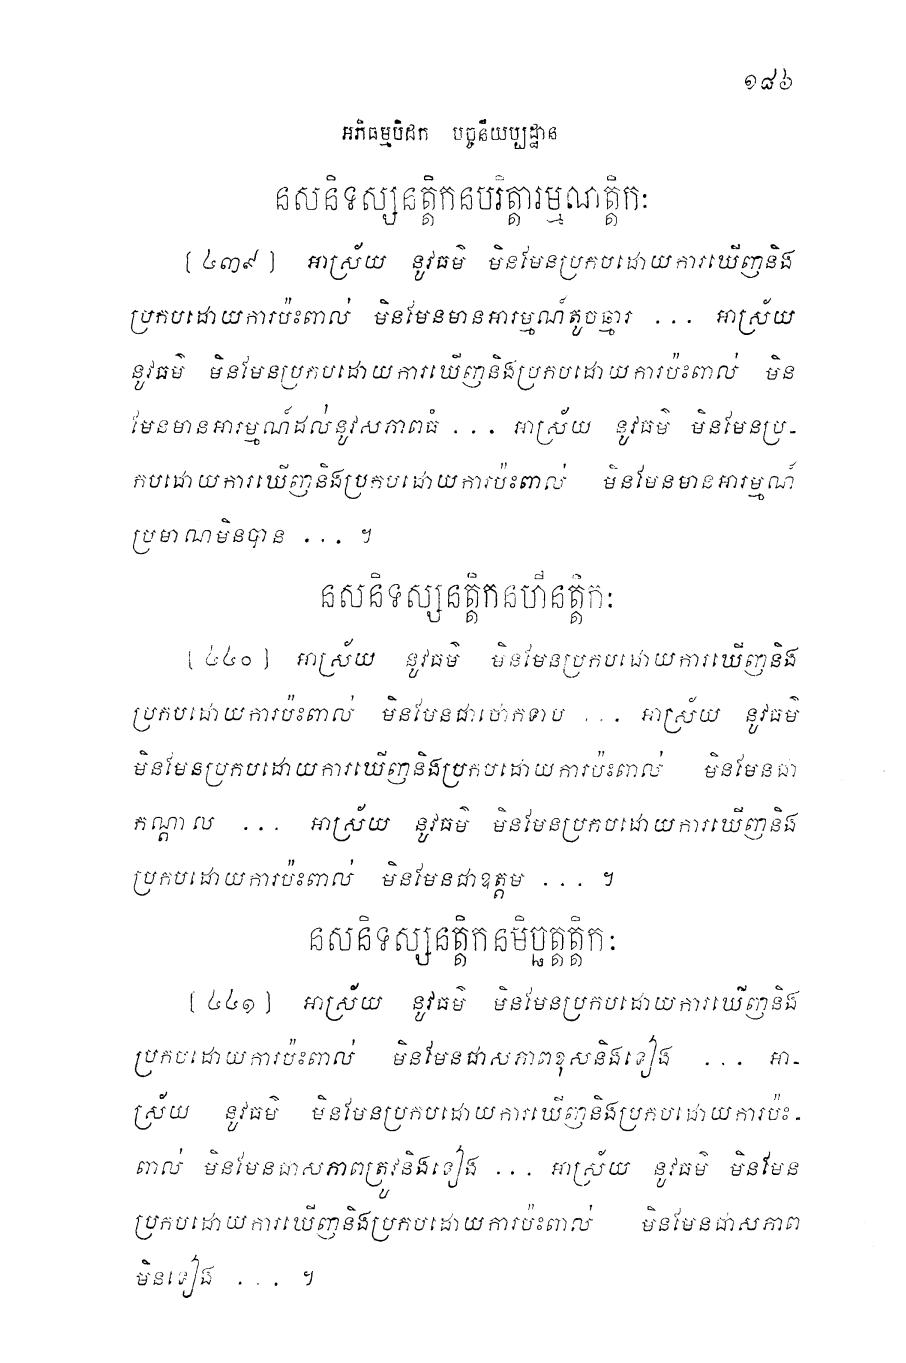 ១៨៦
អភិធម្មបិដក បច្ចនីយប្បដ្ឋាន
នសនិទស្សនត្តិកនបរិត្តារម្មណត្តិកៈ
[៤៣៩] អាស្រ័យ នូវធម៌ មិនមែនប្រកបដោយការឃើញនិង
ប្រកបដោយការប៉ះពាល់ មិនមែនមានអារម្មណ៍តូចឆ្មារ ... អាស្រ័យ
នូវធម៌ មិនមែនប្រកបដោយការឃើញនិងប្រកបដោយការប៉ះពាល់ មិន
មែនមានអារម្មណ៍ដល់នូវសភាពធំ ... អាស្រ័យ នូវធម៌ មិនមែនប្រ-
កបដោយការឃើញនិងប្រកបដោយការប៉ះពាល់ មិនមែនមានអារម្មណ៍
ប្រមាណមិនបាន ... ។
នសនិទស្សនត្តិកនហីនត្តិកៈ
[៤៤០] អាស្រ័យ នូវធម៌ មិនមែនប្រកបដោយការឃើញនិង
ប្រកបដោយការប៉ះពាល់ មិនមែនជាថោកទាប ... អាស្រ័យ នូវធម៌
មិនមែនប្រកបដោយការឃើញនិងប្រកបដោយការប៉ះពាល់ មិនមែនជា
កណ្តាល ... អាស្រ័យ នូវធម៌ មិនមែនប្រកបដោយការឃើញនិង
ប្រកបដោយការប៉ះពាល់ មិនមែនជាឧត្តម ... ។
នសនិទស្សនត្តិកនមិច្ឆត្តត្តិកៈ
[៤៤១] អាស្រ័យ នូវធម៌ មិនមែនប្រកបដោយការឃើញនិង
ប្រកបដោយការប៉ះពាល់ មិនមែនជាសភាពខុសនិងទៀង ... អា-
ស្រ័យ នូវធម៌ មិនមែនប្រកបដោយការឃើញនិងប្រកបដោយការប៉ះ-
ពាល់ មិនមែនជាសភាពត្រូវនិងទៀង ... អាស្រ័យ នូវធម៌ មិនមែន
ប្រកបដោយការឃើញនិងប្រកបដោយការប៉ះពាល់ មិនមែនជាសភាព
មិនទៀង ... ។